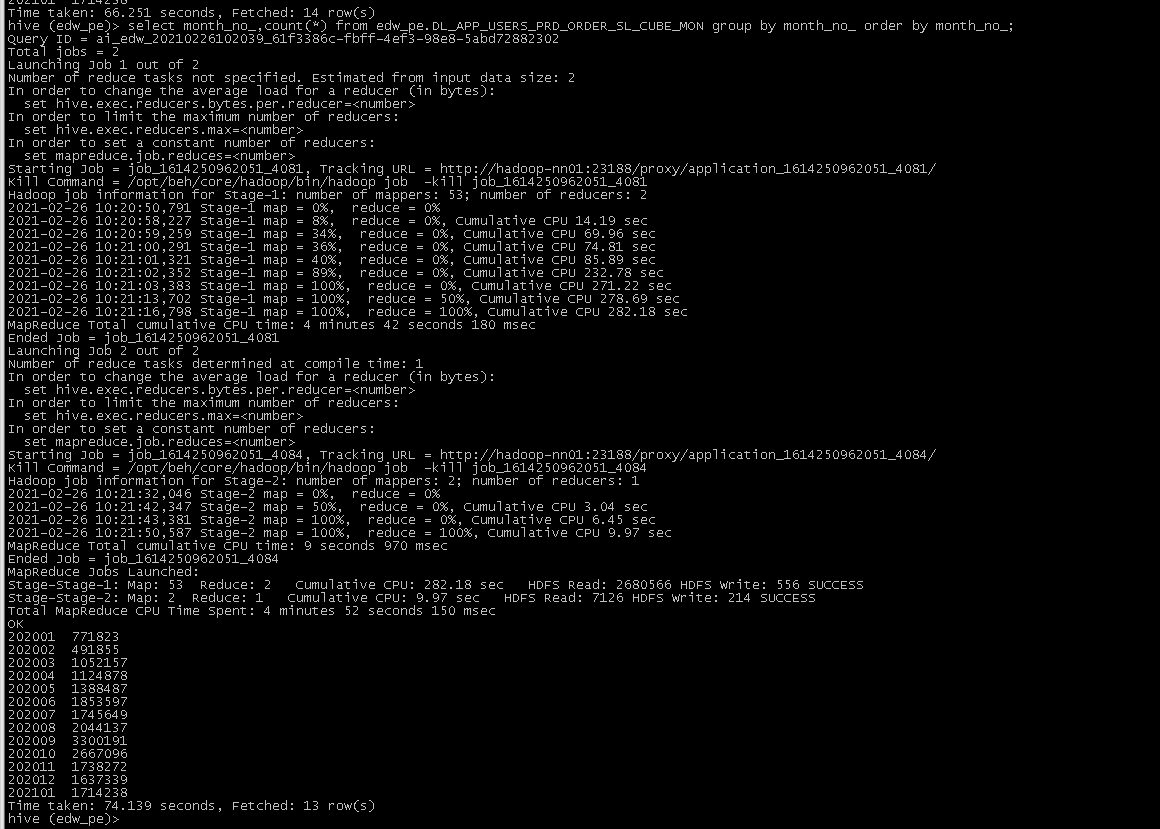 202101  1714238
Time taken: 66.251 seconds, Fetched: 14 row(s)
hive (edw_pe)> select month_no_,count(*) from edw_pe.DL_APP_USERS_PRD_ORDER_SL_CUBE_MON group by month_no_ order by month_no_;
Query ID = ai_edw_20210226102039_61f3386c-fbff-4ef3-98e8-5abd72882302
Total jobs = 2
Launching Job 1 out of 2
Number of reduce tasks not specified. Estimated from input data size: 2
In order to change the average load for a reducer (in bytes):
  set hive.exec.reducers.bytes.per.reducer=<number>
In order to limit the maximum number of reducers:
  set hive.exec.reducers.max=<number>
In order to set a constant number of reducers:
  set mapreduce.job.reduces=<number>
Starting Job = job_1614250962051_4081, Tracking URL = http://hadoop-nn01:23188/proxy/application_1614250962051_4081/
Kill Command = /opt/beh/core/hadoop/bin/hadoop job  -kill job_1614250962051_4081
Hadoop job information for Stage-1: number of mappers: 53; number of reducers: 2
2021-02-26 10:20:50,791 Stage-1 map = 0%,  reduce = 0%
2021-02-26 10:20:58,227 Stage-1 map = 8%,  reduce = 0%, Cumulative CPU 14.19 sec
2021-02-26 10:20:59,259 Stage-1 map = 34%,  reduce = 0%, Cumulative CPU 69.96 sec
2021-02-26 10:21:00,291 Stage-1 map = 36%,  reduce = 0%, Cumulative CPU 74.81 sec
2021-02-26 10:21:01,321 Stage-1 map = 40%,  reduce = 0%, Cumulative CPU 85.89 sec
2021-02-26 10:21:02,352 Stage-1 map = 89%,  reduce = 0%, Cumulative CPU 232.78 sec
2021-02-26 10:21:03,383 Stage-1 map = 100%,  reduce = 0%, Cumulative CPU 271.22 sec
2021-02-26 10:21:13,702 Stage-1 map = 100%,  reduce = 50%, Cumulative CPU 278.69 sec
2021-02-26 10:21:16,798 Stage-1 map = 100%,  reduce = 100%, Cumulative CPU 282.18 sec
MapReduce Total cumulative CPU time: 4 minutes 42 seconds 180 msec
Ended Job = job_1614250962051_4081
Launching Job 2 out of 2
Number of reduce tasks determined at compile time: 1
In order to change the average load for a reducer (in bytes):
  set hive.exec.reducers.bytes.per.reducer=<number>
In order to limit the maximum number of reducers:
  set hive.exec.reducers.max=<number>
In order to set a constant number of reducers:
  set mapreduce.job.reduces=<number>
Starting Job = job_1614250962051_4084, Tracking URL = http://hadoop-nn01:23188/proxy/application_1614250962051_4084/
Kill Command = /opt/beh/core/hadoop/bin/hadoop job  -kill job_1614250962051_4084
Hadoop job information for Stage-2: number of mappers: 2; number of reducers: 1
2021-02-26 10:21:32,046 Stage-2 map = 0%,  reduce = 0%
2021-02-26 10:21:42,347 Stage-2 map = 50%,  reduce = 0%, Cumulative CPU 3.04 sec
2021-02-26 10:21:43,381 Stage-2 map = 100%,  reduce = 0%, Cumulative CPU 6.45 sec
2021-02-26 10:21:50,587 Stage-2 map = 100%,  reduce = 100%, Cumulative CPU 9.97 sec
MapReduce Total cumulative CPU time: 9 seconds 970 msec
Ended Job = job_1614250962051_4084
MapReduce Jobs Launched:
Stage-Stage-1: Map: 53  Reduce: 2   Cumulative CPU: 282.18 sec   HDFS Read: 2680566 HDFS Write: 556 SUCCESS
Stage-Stage-2: Map: 2  Reduce: 1   Cumulative CPU: 9.97 sec   HDFS Read: 7126 HDFS Write: 214 SUCCESS
Total MapReduce CPU Time Spent: 4 minutes 52 seconds 150 msec
OK
202001  771823
202002  491855
202003  1052157
202004  1124878
202005  1388487
202006  1853597
202007  1745649
202008  2044137
202009  3300191
202010  2667096
202011  1738272
202012  1637339
202101  1714238
Time taken: 74.139 seconds, Fetched: 13 row(s)
hive (edw_pe)>